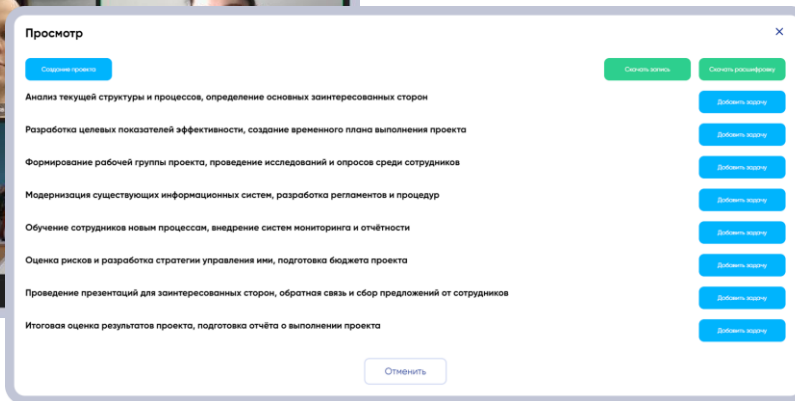 Просмотр
Создание проекта
Скачать запись
Скачать расшифровку
Анализ текущей структуры и процессов, определение основных заинтересованных сторон
Добавить задачу
Разработка целевых показателей эффективности, создание временного плана выполнения проекта
Добавить задачу
Формирование рабочей группы проекта, проведение исследований и опросов среди сотрудников
Добавить задачу
Модернизация существующих информационных систем, разработка регламентов и процедур
Добавить задачу
Обучение сотрудников новым процессам, внедрение систем мониторинга и отчётности
Добавить задачу
Оценка рисков и разработка стратегии управления ими, подготовка бюджета проекта
Добавить задачу
Проведение презентаций для заинтересованных сторон, обратная связь и сбор предложений от сотрудников
Добавить задачу
Итоговая оценка результатов проекта, подготовка отчёта о выполнении проекта
Добавить задачу
Отменить